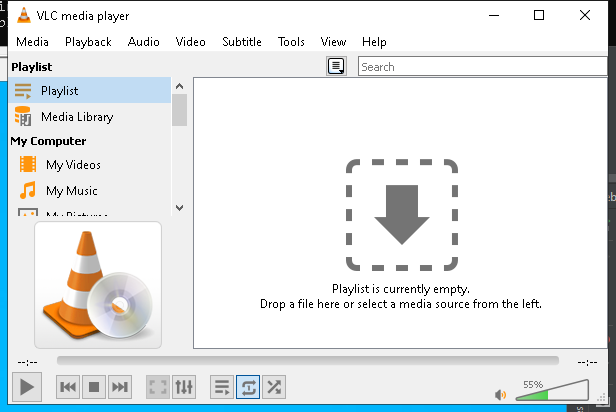 VLC media player
Media Playback Audio Video Subtitle Tools View Help
Playlist
Search
Playlist
Media Library
My Computer
My Videos
My Music
My Pictures
Playlist is currently empty.
Drop a file here or select a media source from the left.
--:-- --:--
55%